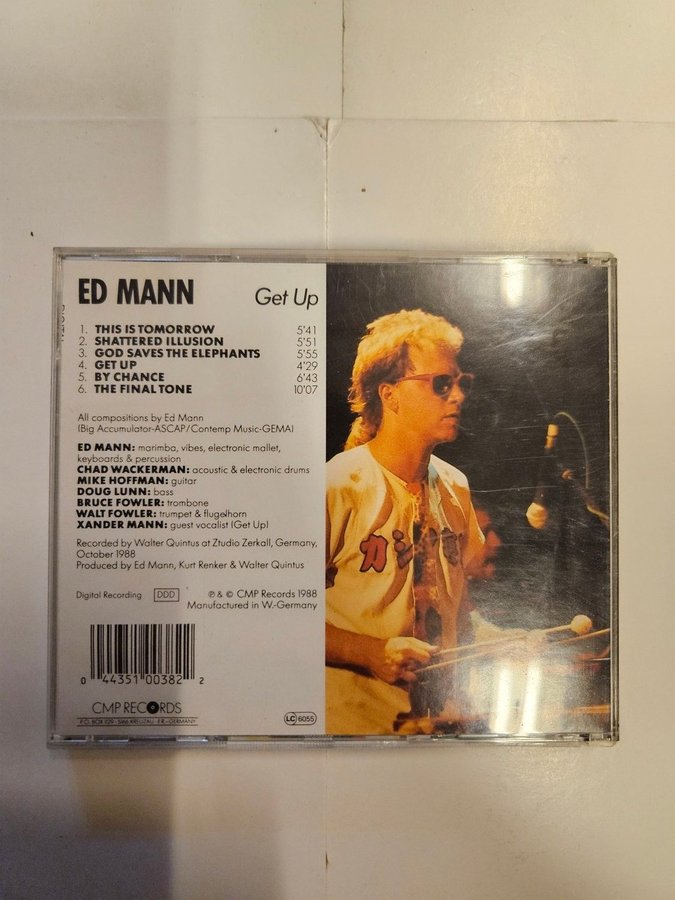 ED MANN
Get Up
1. THIS IS TOMORROW 5'41
2. SHATTERED ILLUSION 5'51
3. GOD SAVES THE ELEPHANTS 5'55
4. GET UP 4'29
5. BY CHANCE 6'43
6. THE FINAL TONE 10'07
All compositions by Ed Mann
(Big Accumulator-ASCAP/Contemp Music-GEMA)
ED MANN: marimba, vibes, electronic mallet,
keyboards & percussion
CHAD WACKERMAN: acoustic & electronic drums
MIKE HOFFMAN: guitar
DOUG LUNN: bass
BRUCE FOWLER: trombone
WALT FOWLER: trumpet & flugelhorn
XANDER MANN: guest vocalist (Get Up)
Recorded by Walter Quintus at Ztudio Zerkall, Germany,
October 1988
Produced by Ed Mann, Kurt Renker & Walter Quintus
Digital Recording DDD ℗ & © CMP Records 1988
Manufactured in W.-Germany
0 44351 00382 2
CMP RECORDS
P.O. BOX 1129 · 5166 KREUZAU · F.R.-GERMANY
LC 6055